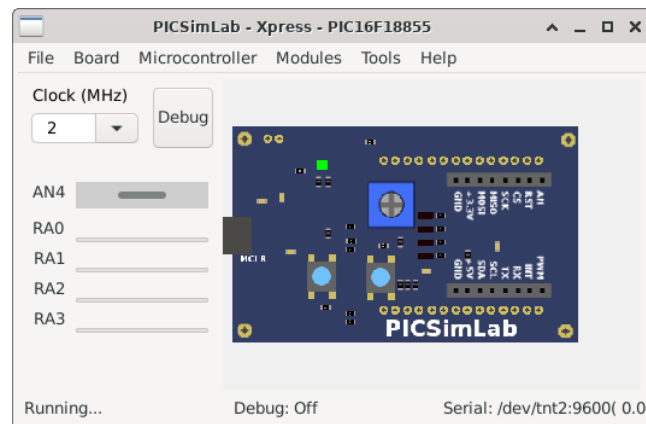 PICSimLab - Xpress - PIC16F18855
File Board Microcontroller Modules Tools Help
Clock (MHz)
2
Debug
AN4
RA0
RA1
RA2
RA3
GND +3.3V MOSI MISO SCK CS RST AN
MCLR
GND +5V SDA SCL TX RX INT PWM
PICSimLab
Running... Debug: Off Serial: /dev/tnt2:9600( 0.0